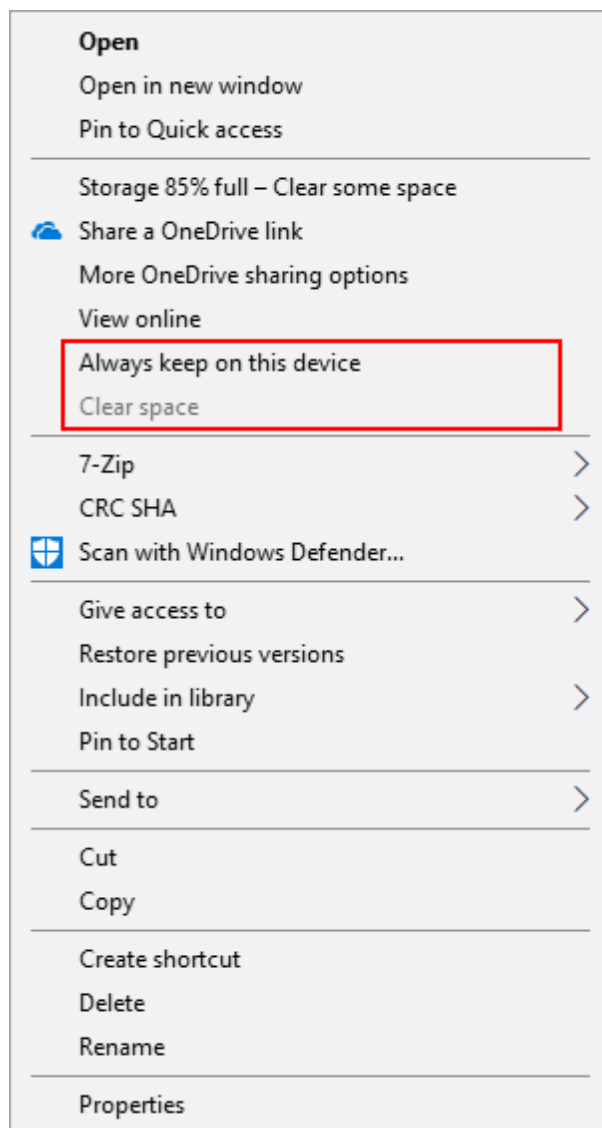 Open
Open in new window
Pin to Quick access
Storage 85% full – Clear some space
Share a OneDrive link
More OneDrive sharing options
View online
Always keep on this device
Clear space
7-Zip
CRC SHA
Scan with Windows Defender...
Give access to
Restore previous versions
Include in library
Pin to Start
Send to
Cut
Copy
Create shortcut
Delete
Rename
Properties